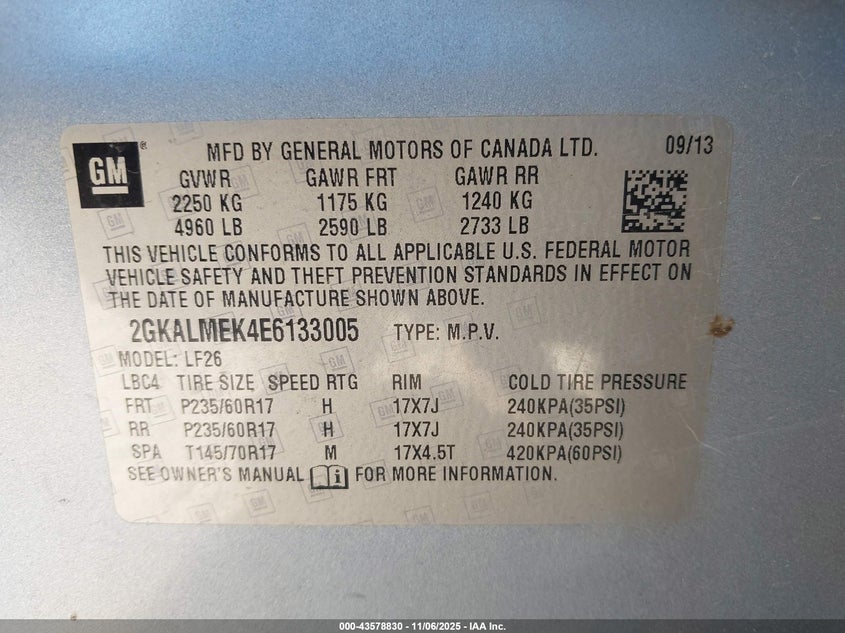 GM ® MFD BY GENERAL MOTORS OF CANADA LTD. 09/13
GVWR GAWR FRT GAWR RR
2250 KG 1175 KG 1240 KG
4960 LB 2590 LB 2733 LB
THIS VEHICLE CONFORMS TO ALL APPLICABLE U.S. FEDERAL MOTOR
VEHICLE SAFETY AND THEFT PREVENTION STANDARDS IN EFFECT ON
THE DATE OF MANUFACTURE SHOWN ABOVE.
2GKALMEK4E6133005 TYPE: M.P.V.
MODEL: LF26
LBC4 TIRE SIZE SPEED RTG RIM COLD TIRE PRESSURE
FRT P235/60R17 H 17X7J 240KPA(35PSI)
RR P235/60R17 H 17X7J 240KPA(35PSI)
SPA T145/70R17 M 17X4.5T 420KPA(60PSI)
SEE OWNER'S MANUAL i FOR MORE INFORMATION.
000-43578830 - 11/06/2025 - IAA Inc.